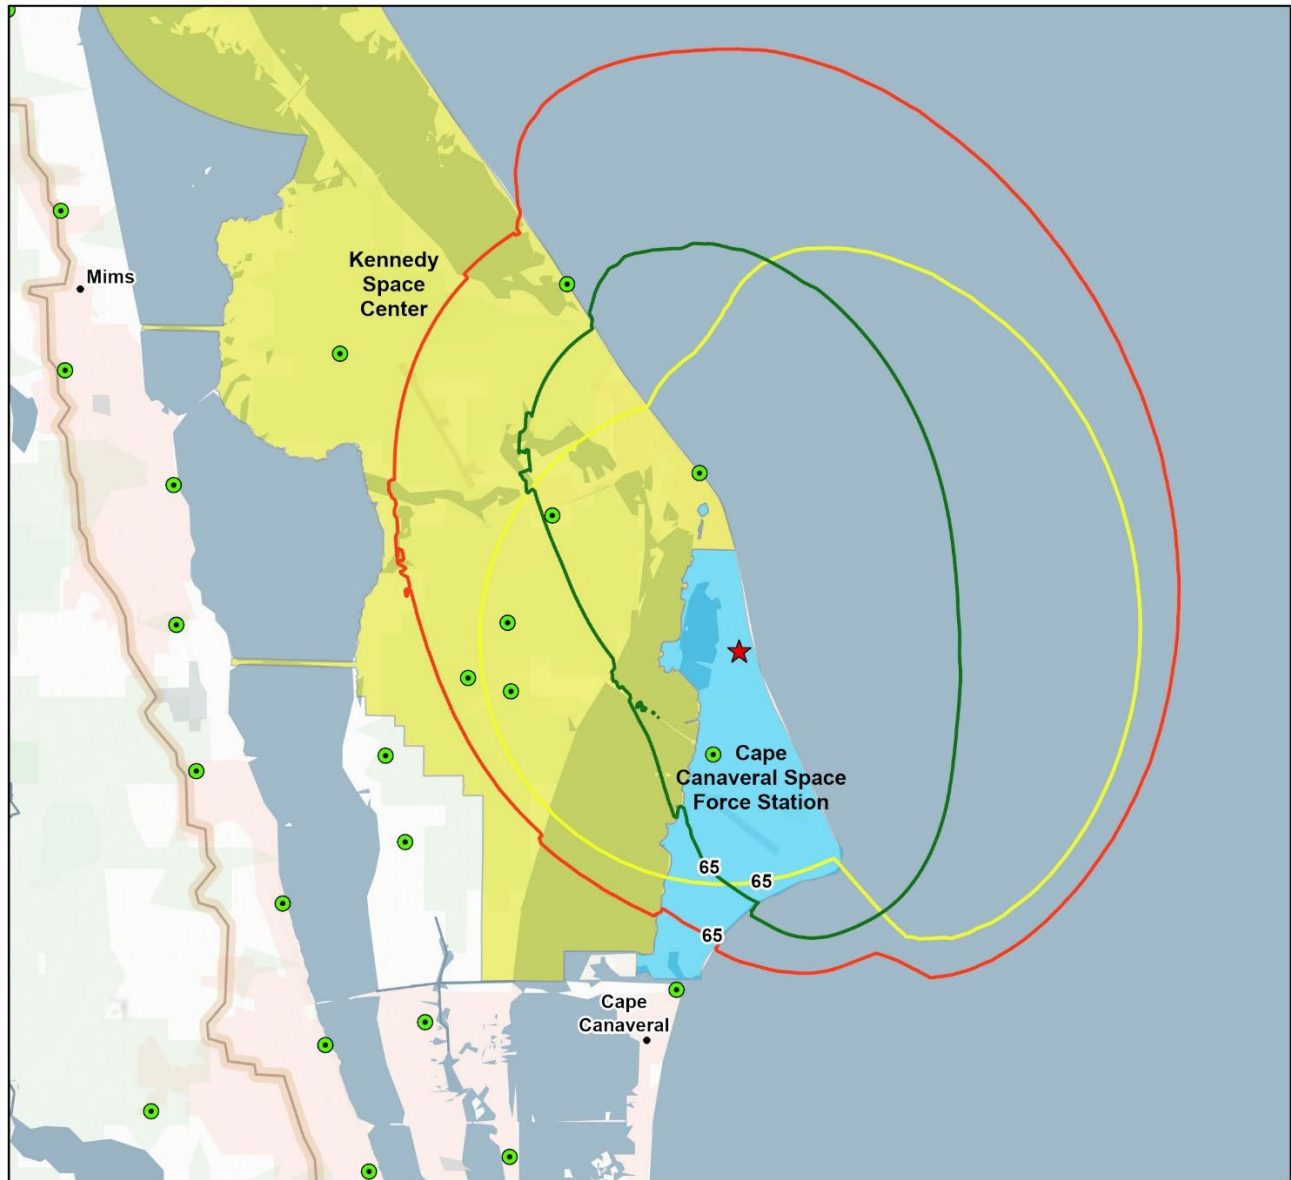 Kennedy
Space
Center
Mims
Cape
Canaveral Space
Force Station
65
65
65
Cape
Canaveral